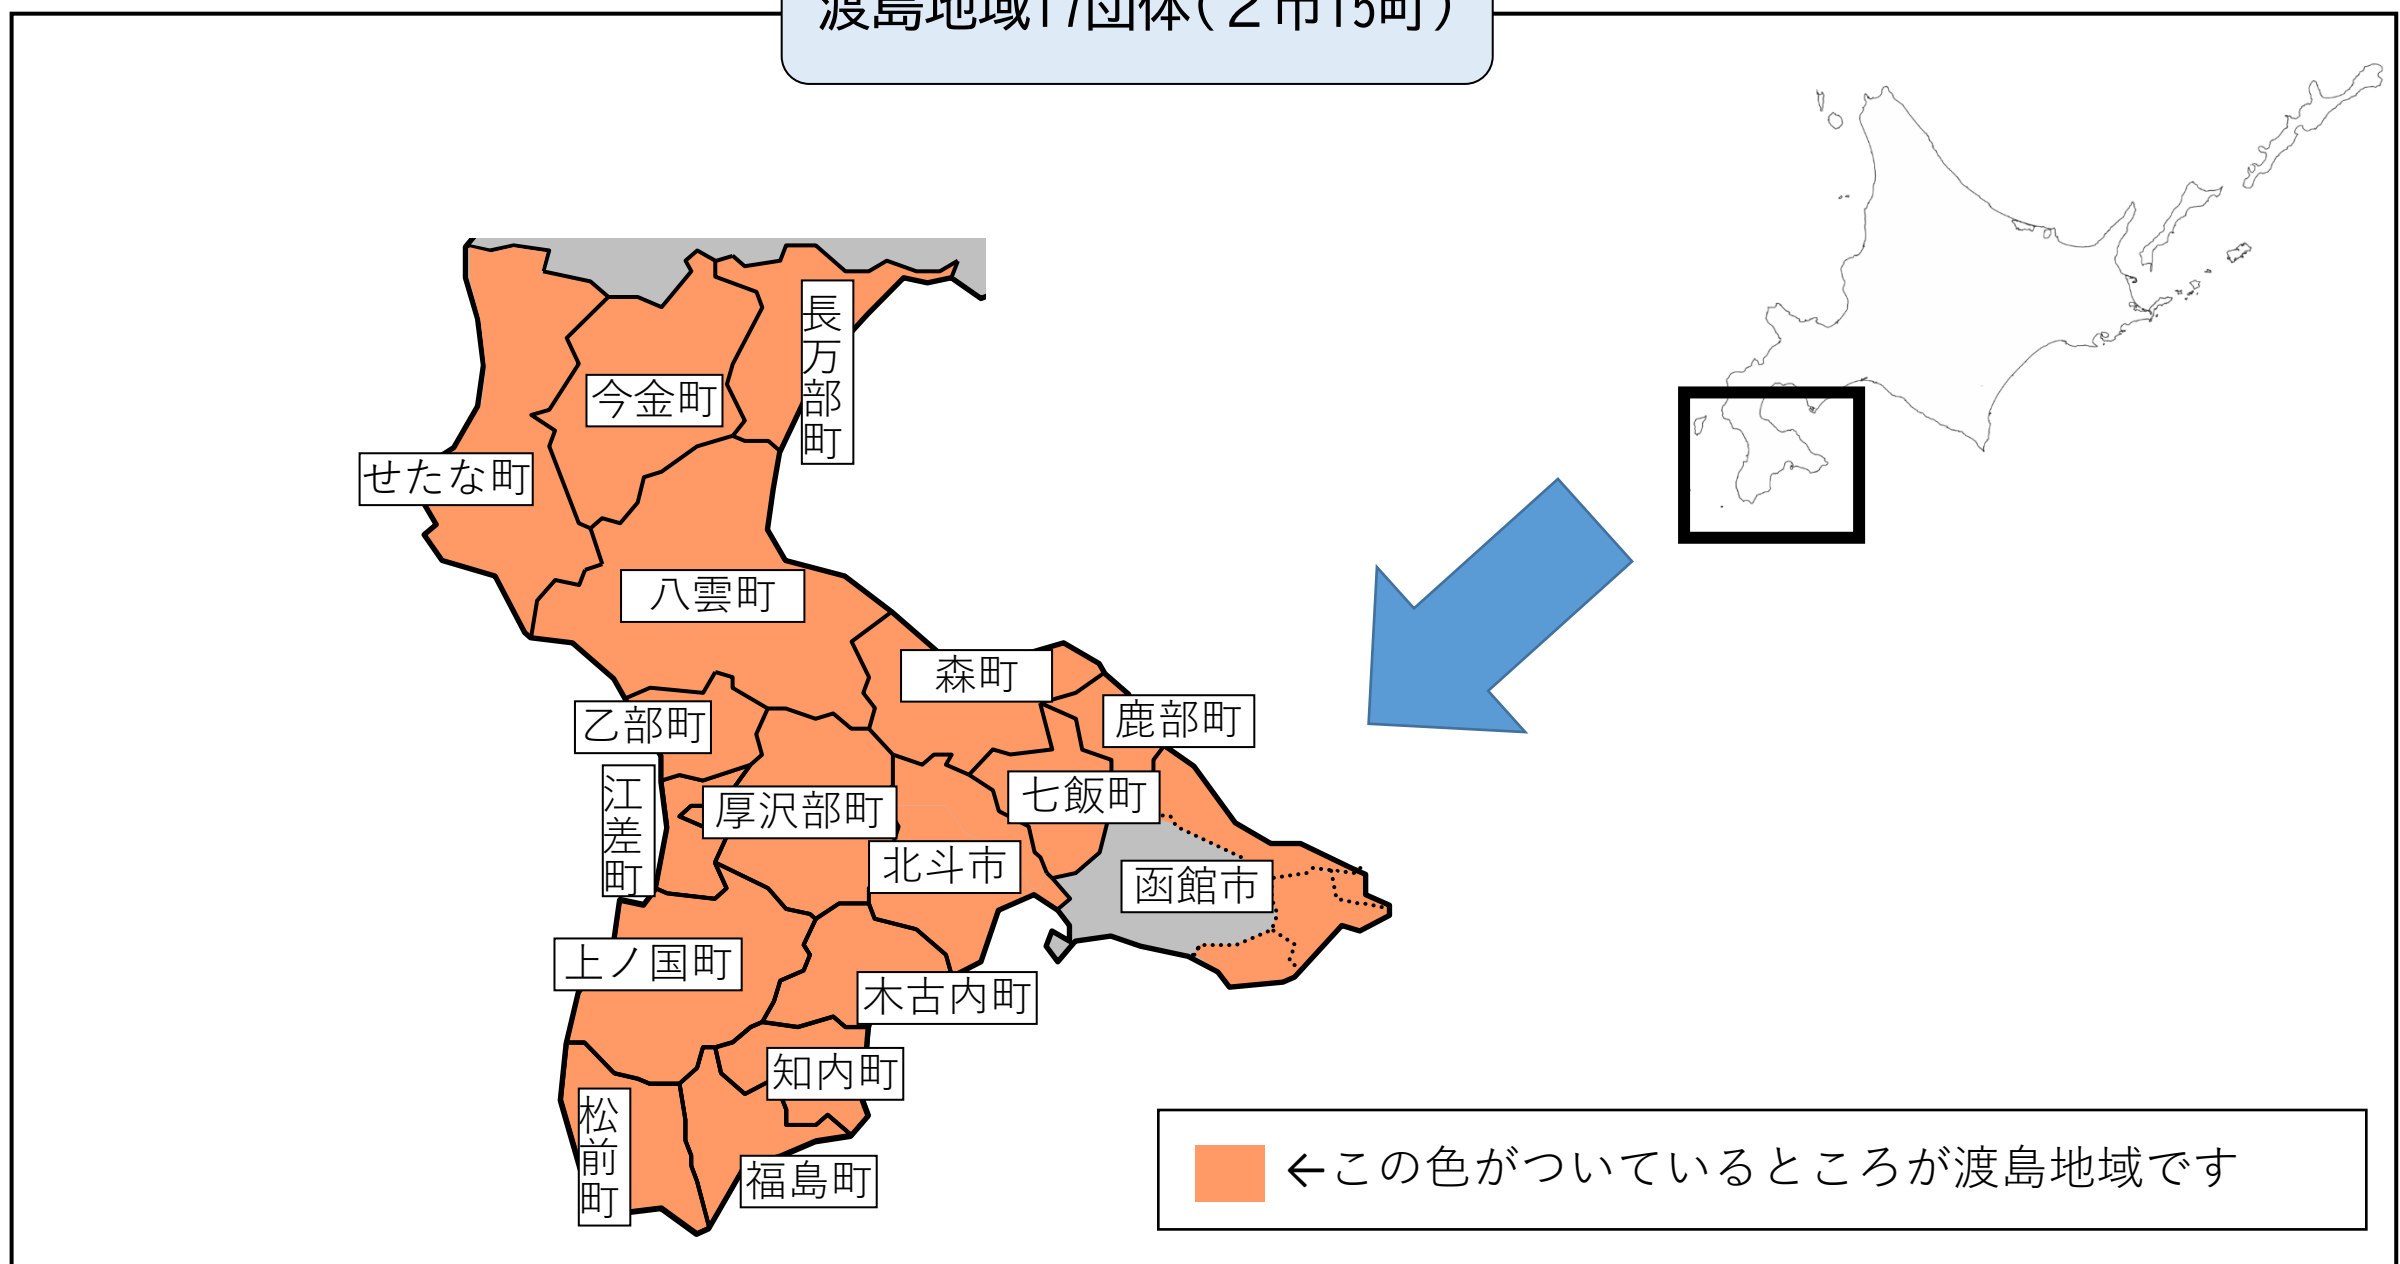 渡島地域17団体(２市15町)
長万部町
今金町
せたな町
八雲町
森町
鹿部町
乙部町
七飯町
江差町
厚沢部町
北斗市
函館市
上ノ国町
木古内町
知内町
松前町
福島町
←この色がついているところが渡島地域です